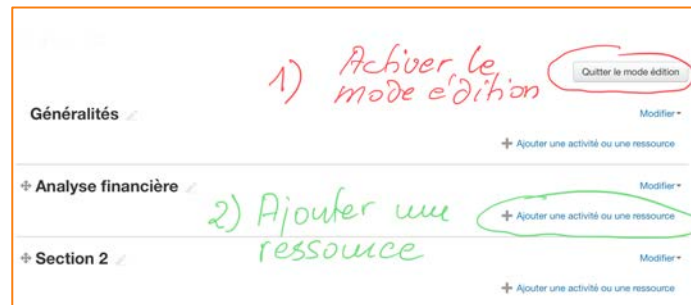 1) Activer le
mode édition
Quitter le mode édition
Généralités
Modifier
Ajouter une activité ou une ressource
Analyse financière
Modifier
2) Ajouter une
ressource
Ajouter une activité ou une ressource
Section 2
Modifier
Ajouter une activité ou une ressource